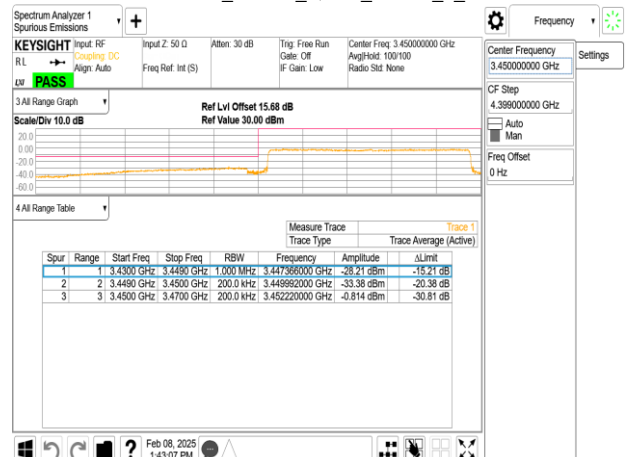 Spectrum Analyzer 1
Spurious Emissions
Frequency
KEYSIGHT
RL
LXI
PASS
Input: RF
Coupling: DC
Align: Auto
Input Z: 50 Ω
Freq Ref: Int (S)
Atten: 30 dB
Trig: Free Run
Gate: Off
IF Gain: Low
Center Freq: 3.450000000 GHz
Avg|Hold: 100/100
Radio Std: None
Center Frequency
3.450000000 GHz
Settings
CF Step
4.399000000 GHz
Auto
Man
Freq Offset
0 Hz
3 All Range Graph
Scale/Div 10.0 dB
Ref Lvl Offset 15.68 dB
Ref Value 30.00 dBm
20.0
0.00
-20.0
-40.0
-60.0
4 All Range Table
Measure Trace Trace 1
Trace Type Trace Average (Active)
Spur Range Start Freq Stop Freq RBW Frequency Amplitude ΔLimit
1 1 3.4300 GHz 3.4490 GHz 1.000 MHz 3.447366000 GHz -28.21 dBm -15.21 dB
2 2 3.4490 GHz 3.4500 GHz 200.0 kHz 3.449992000 GHz -33.38 dBm -20.38 dB
3 3 3.4500 GHz 3.4700 GHz 200.0 kHz 3.452220000 GHz -0.814 dBm -30.81 dB
Feb 08, 2025
1:43:07 PM